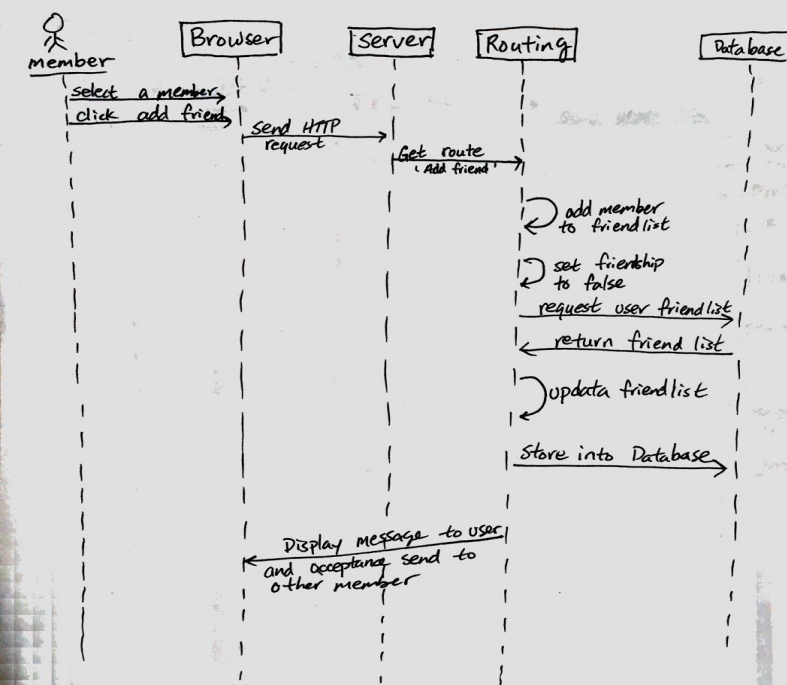 member
Browser
Server
Routing
Database
select a member
click add friend
Send HTTP
request
Get route
'Add friend'
add member
to friendlist
set friendship
to false
request user friendlist
return friend list
updata friendlist
Store into Database
Display message to user
and acceptance send to
other member